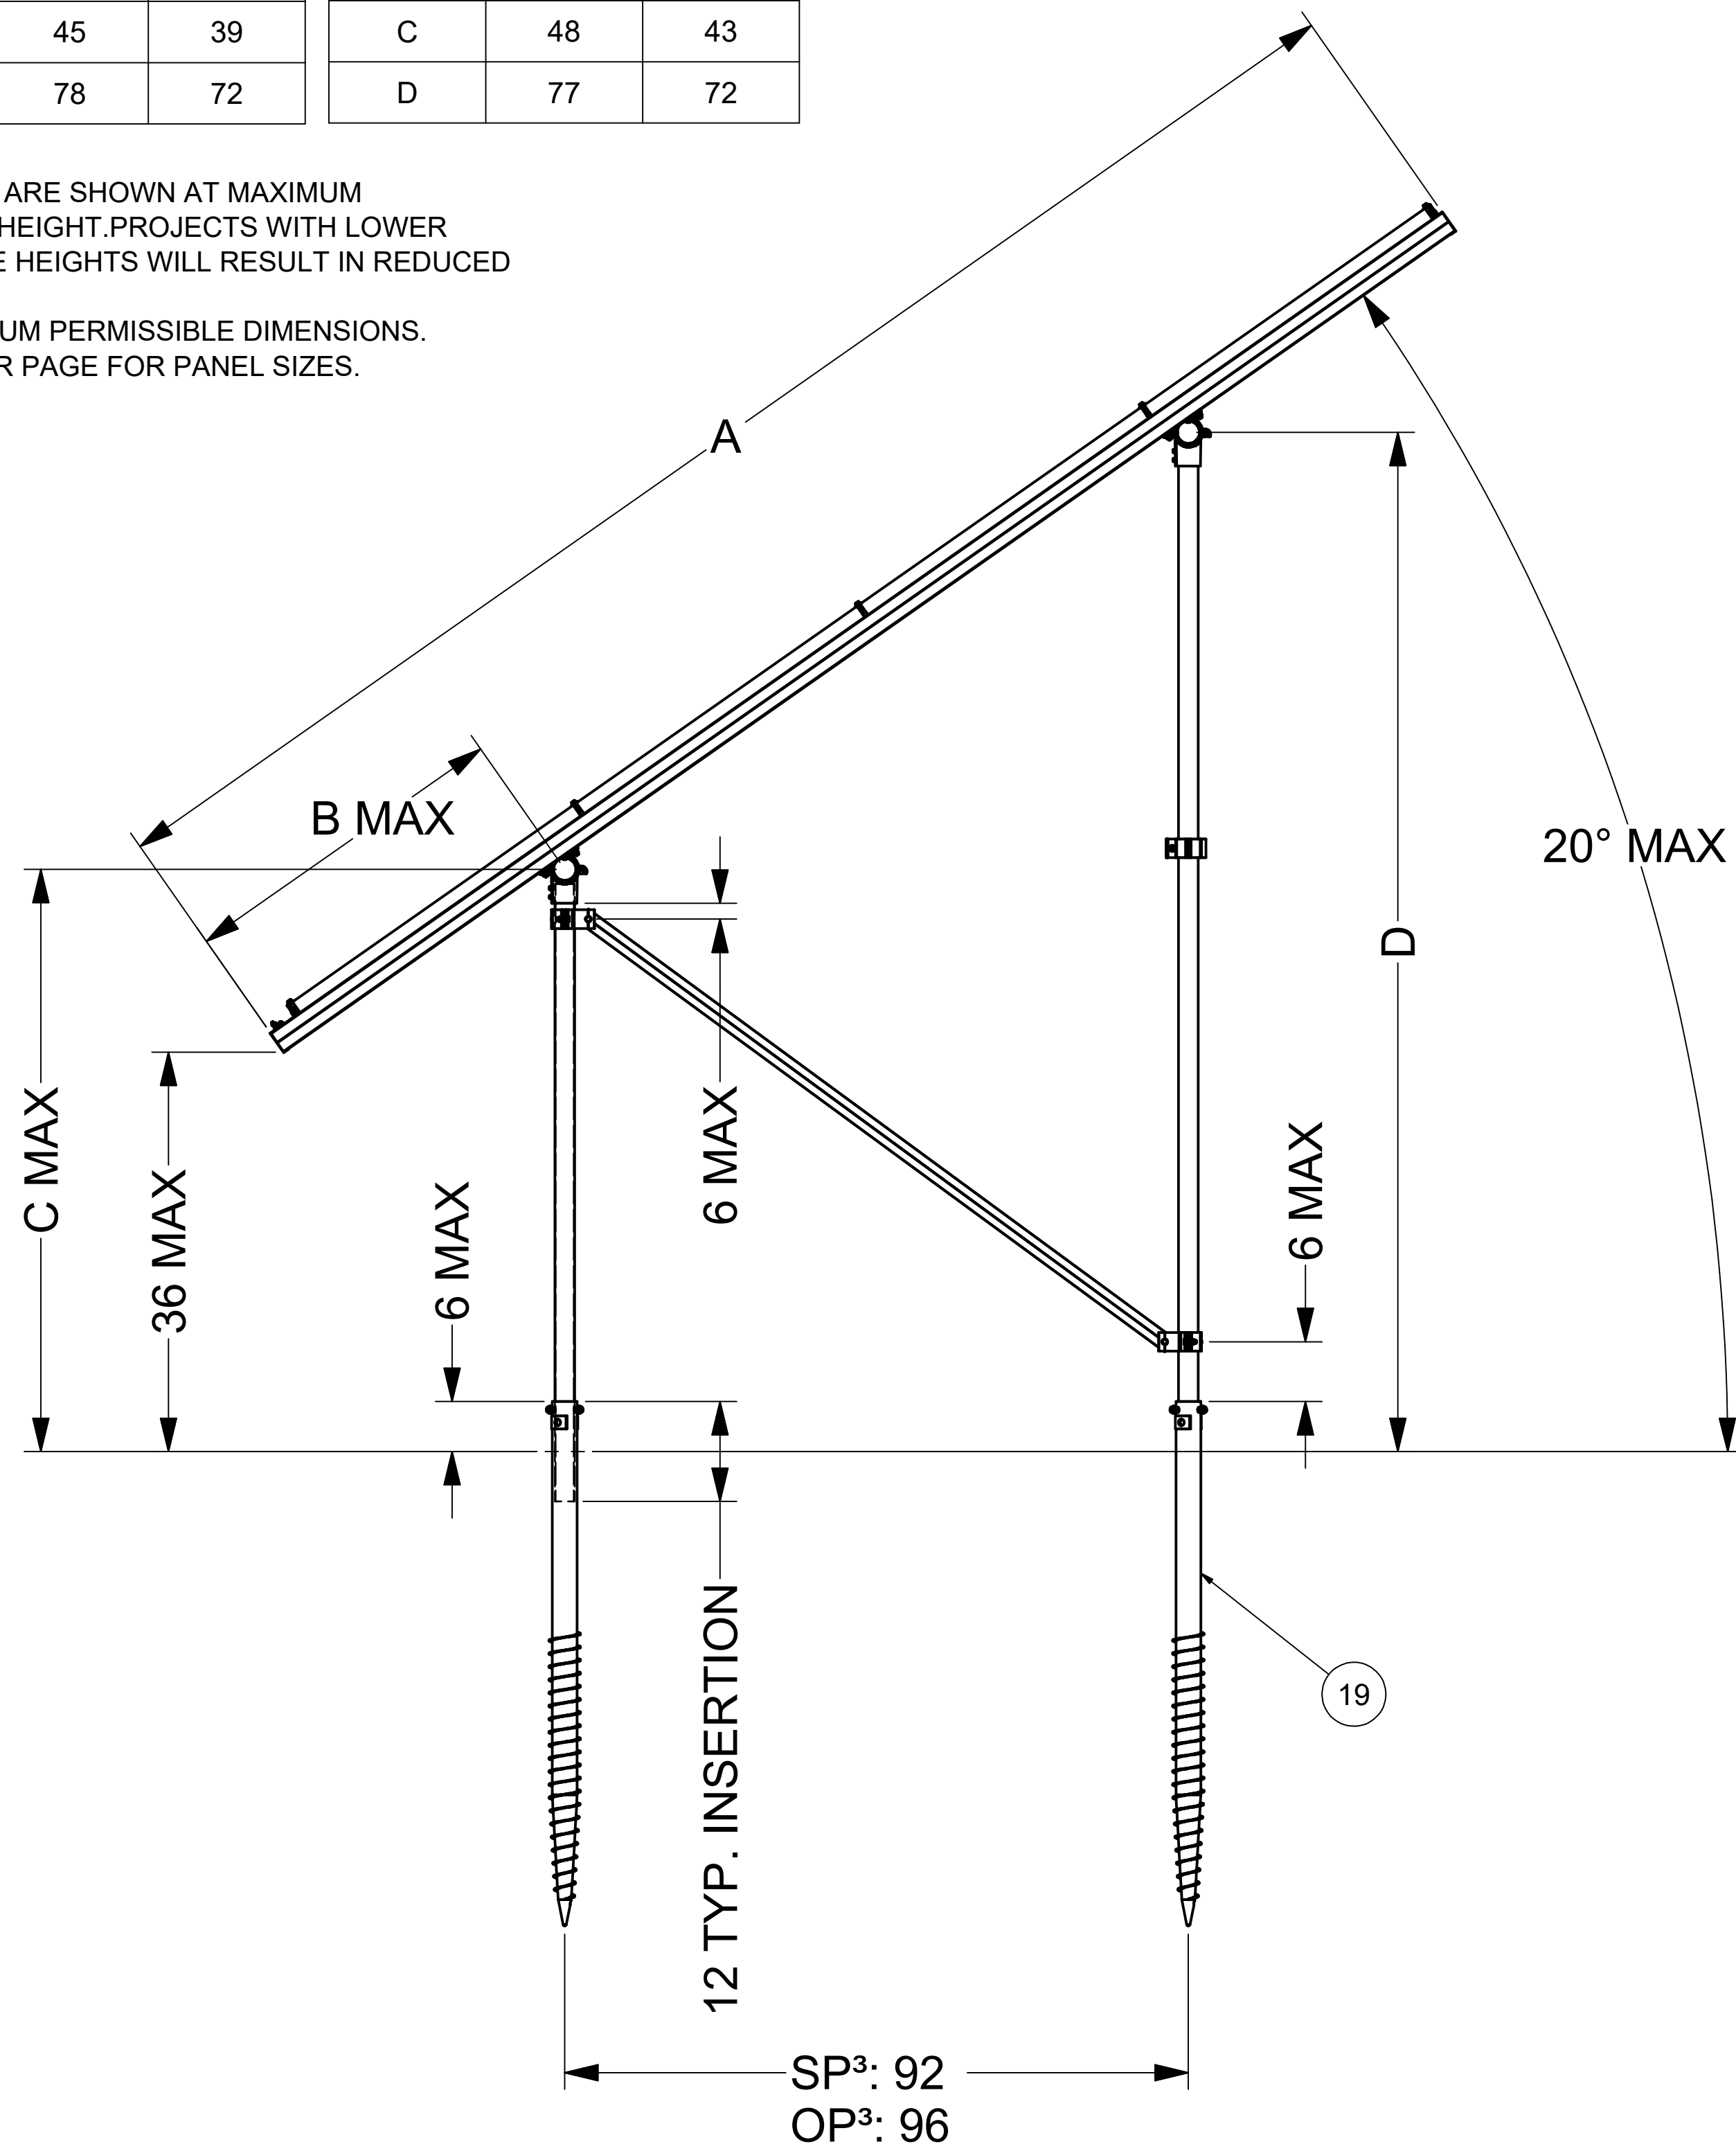 45 39 C 48 43
78 72 D 77 72
ARE SHOWN AT MAXIMUM
HEIGHT.PROJECTS WITH LOWER
HEIGHTS WILL RESULT IN REDUCED
PERMISSIBLE DIMENSIONS.
PAGE FOR PANEL SIZES.
A
B MAX
20° MAX
D
C MAX
36 MAX
6 MAX
6 MAX
6 MAX
12 TYP. INSERTION
19
SP³: 92
OP³: 96